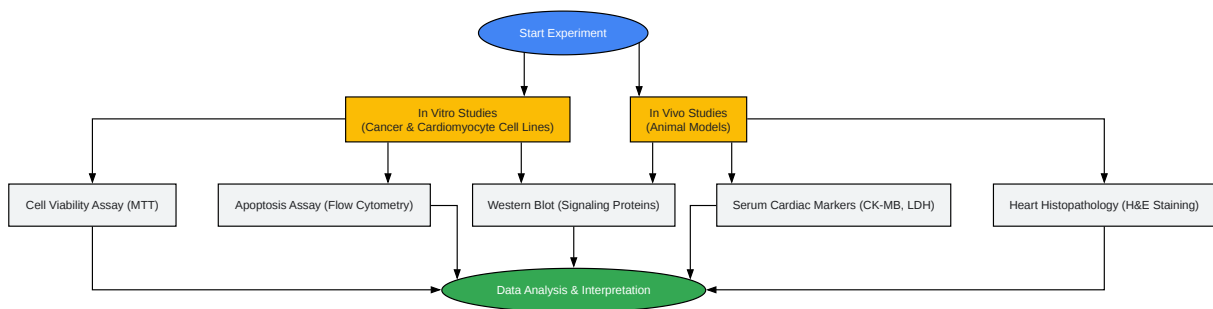 Start Experiment
In Vitro Studies
(Cancer & Cardiomyocyte Cell Lines)
In Vivo Studies
(Animal Models)
Cell Viability Assay (MTT)
Apoptosis Assay (Flow Cytometry)
Western Blot (Signaling Proteins)
Serum Cardiac Markers (CK-MB, LDH)
Heart Histopathology (H&E Staining)
Data Analysis & Interpretation